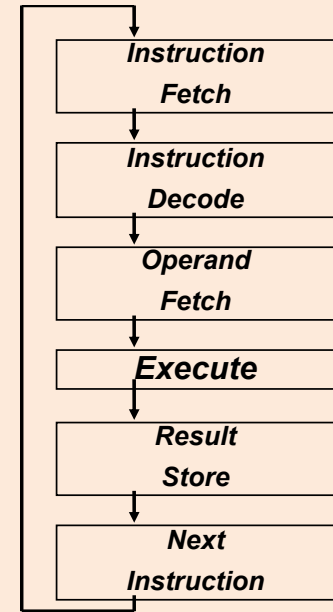 Instruction
Fetch
Instruction
Decode
Operand
Fetch
Execute
Result
Store
Next
Instruction